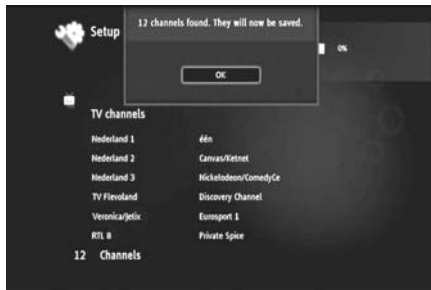 12 channels found. They will now be saved.
Setup
0%
OK
TV channels
Nederland 1 één
Nederland 2 Canvas/Ketnet
Nederland 3 Nickelodeon/ComedyCe
TV Flevoland Discovery Channel
Veronica/Jetix Eurosport 1
RTL 8 Private Spice
12 Channels